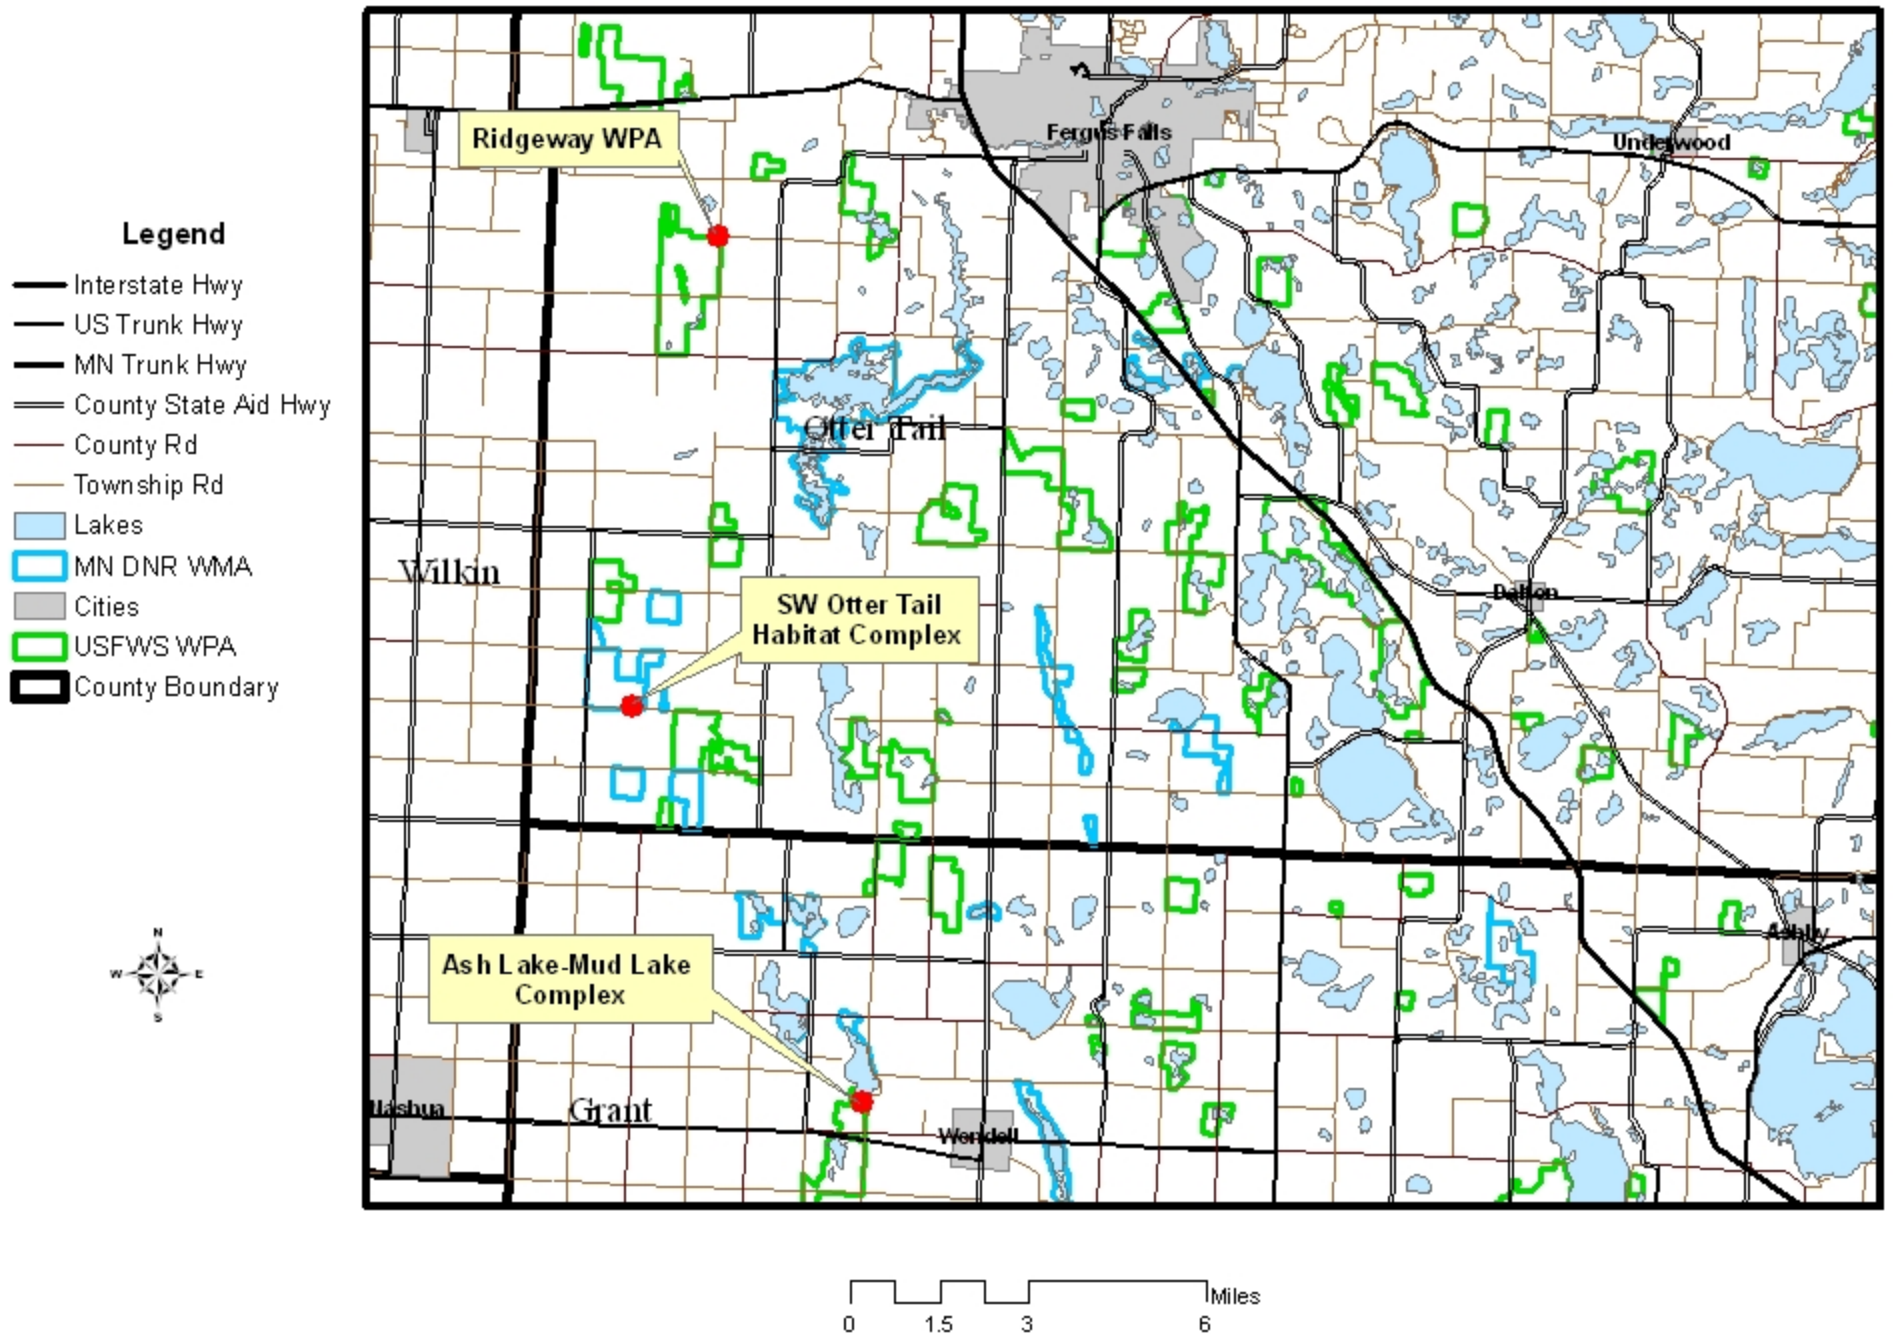 Legend
Interstate Hwy
US Trunk Hwy
MN Trunk Hwy
County State Aid Hwy
County Rd
Township Rd
Lakes
MN DNR WMA
Cities
USFWS WPA
County Boundary
N
W E
S
Ridgeway WPA
Fergus Falls
Underwood
Otter Tail
Wilkin
SW Otter Tail
Habitat Complex
Dalton
Ashby
Ash Lake-Mud Lake
Complex
Grant
Wendell
Miles
0 1.5 3 6